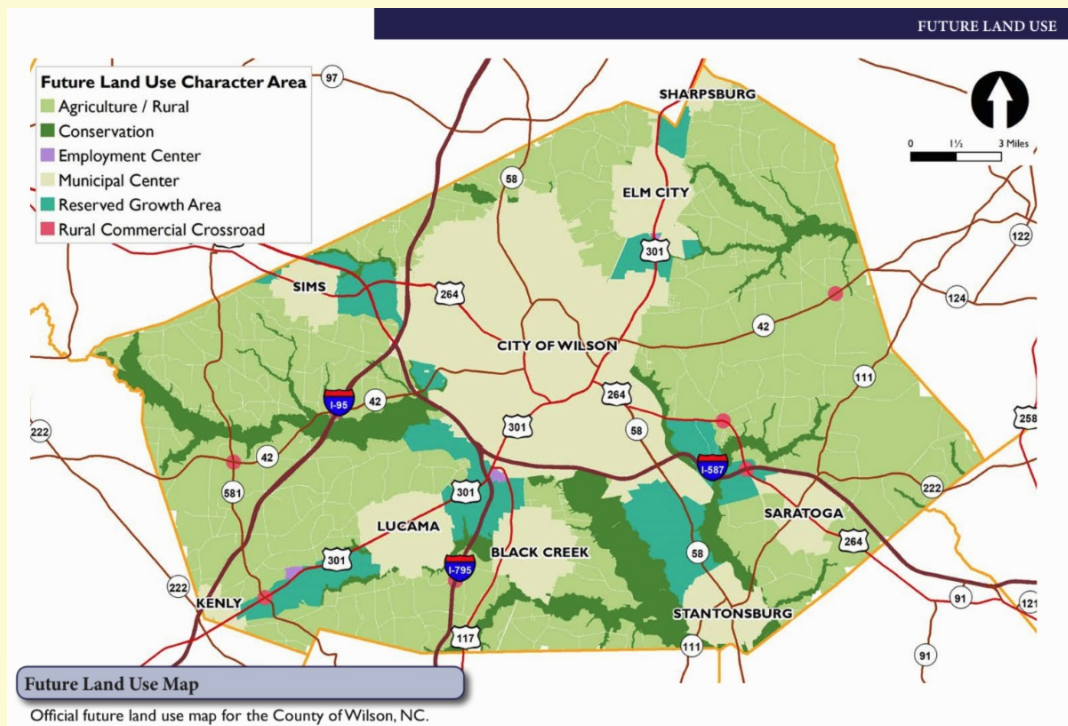 FUTURE LAND USE
Future Land Use Character Area
Agriculture / Rural
Conservation
Employment Center
Municipal Center
Reserved Growth Area
Rural Commercial Crossroad
97
SHARPSBURG
0 1½ 3 Miles
58
ELM CITY
301
122
SIMS
264
124
42
CITY OF WILSON
111
I-95
42
264
258
222
301
58
42
I-587
581
301
222
LUCAMA
SARATOGA
BLACK CREEK
264
301
58
I-795
222
KENLY
STANTONSBURG
91
121
117
111
91
Future Land Use Map
Official future land use map for the County of Wilson, NC.